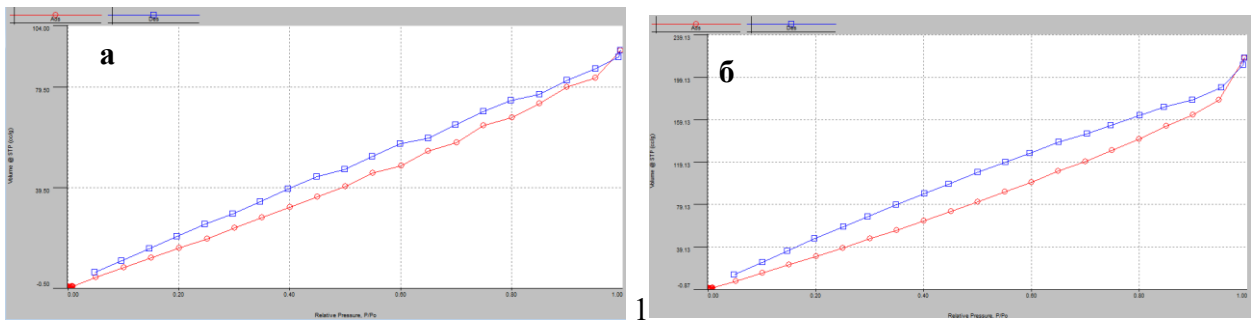 Ads Des
а
104.00
79.50
39.50
-0.50
Volume @ STP (cc/g)
0.00 0.20 0.40 0.60 0.80 1.00
Relative Pressure, P/Po
1
Ads Des
б
239.13
199.13
159.13
119.13
79.13
39.13
-0.87
Volume @ STP (cc/g)
0.00 0.20 0.40 0.60 0.80 1.00
Relative Pressure, P/Po